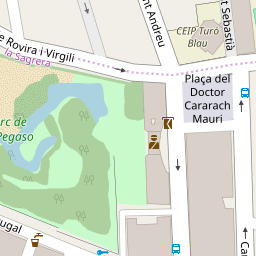 nt Andreu
t Sebastià
CEIP Turó
Blau
e Rovira i Virgili
la Sagrera
Plaça del
Doctor
Cararach
Mauri
rc de
Pegaso
ugal
Ca